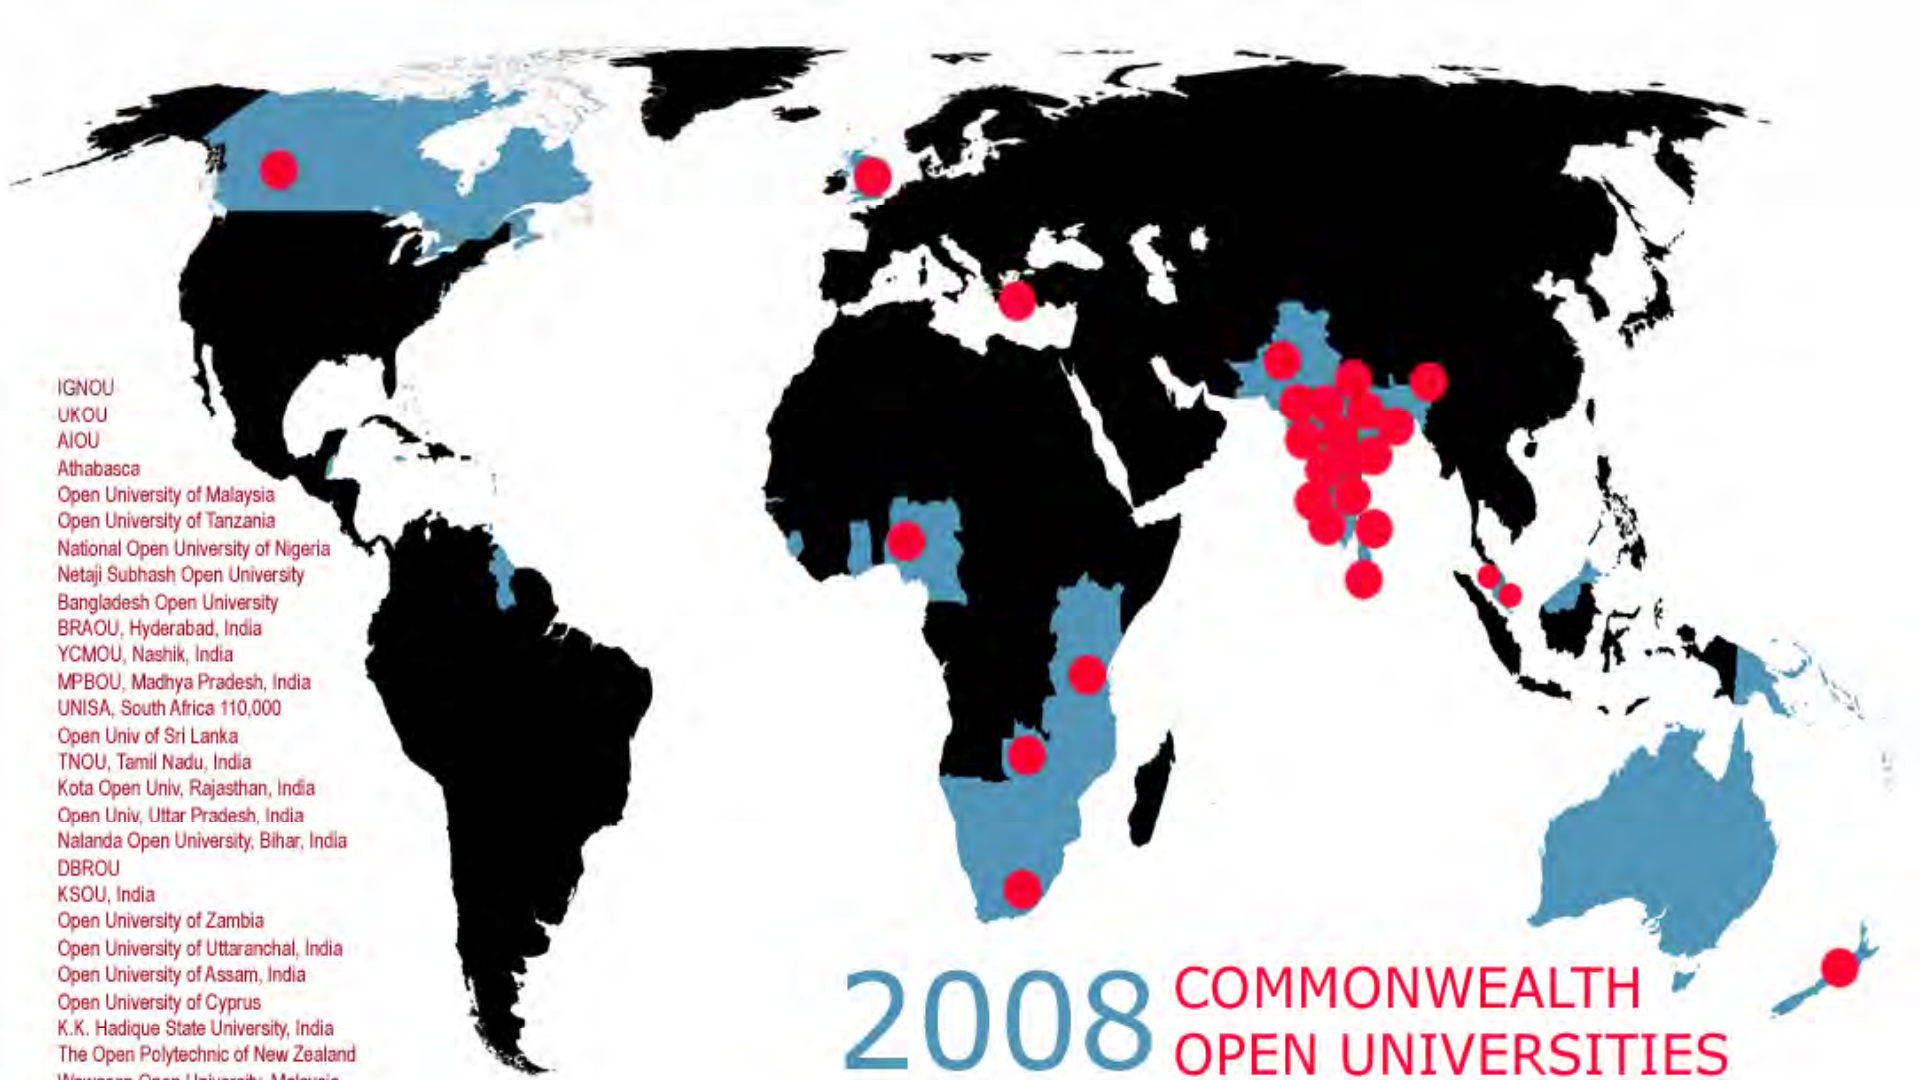 IGNOU
UKOU
AIOU
Athabasca
Open University of Malaysia
Open University of Tanzania
National Open University of Nigeria
Netaji Subhash Open University
Bangladesh Open University
BRAOU, Hyderabad, India
YCMOU, Nashik, India
MPBOU, Madhya Pradesh, India
UNISA, South Africa 110,000
Open Univ of Sri Lanka
TNOU, Tamil Nadu, India
Kota Open Univ, Rajasthan, India
Open Univ, Uttar Pradesh, India
Nalanda Open University, Bihar, India
DBROU
KSOU, India
Open University of Zambia
Open University of Uttaranchal, India
Open University of Assam, India
Open University of Cyprus
K.K. Hadique State University, India
The Open Polytechnic of New Zealand
Wawasan Open University, Malaysia
2008 COMMONWEALTH
OPEN UNIVERSITIES